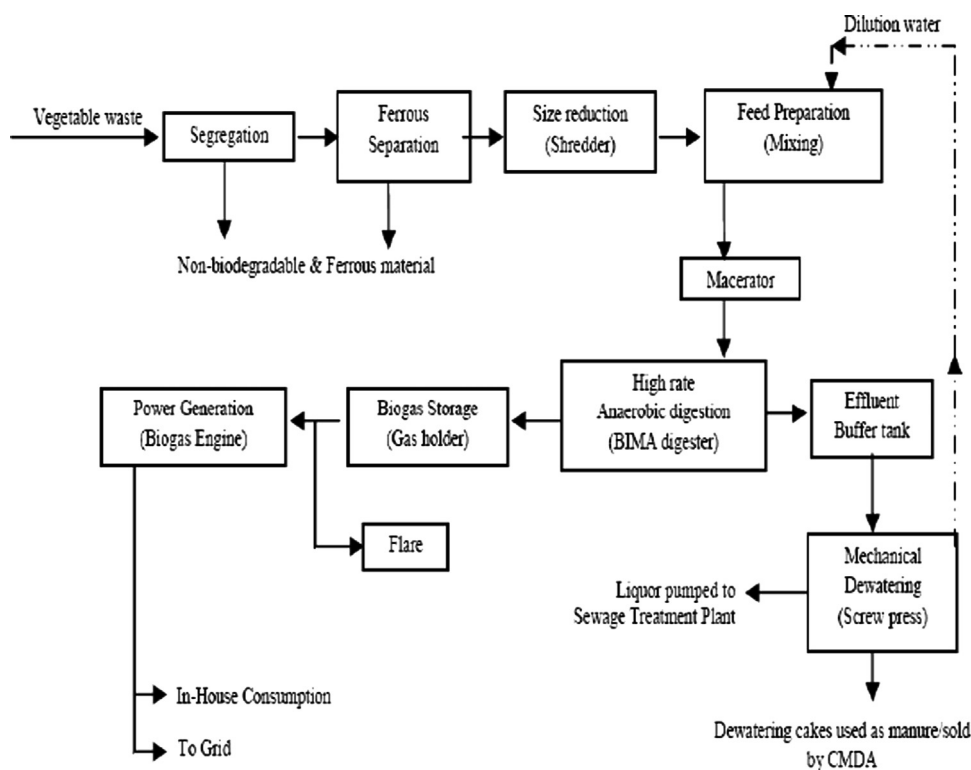 Dilution water
Vegetable waste
Segregation
Ferrous
Separation
Size reduction
(Shredder)
Feed Preparation
(Mixing)
Non-biodegradable & Ferrous material
Macerator
Power Generation
(Biogas Engine)
Biogas Storage
(Gas holder)
High rate
Anaerobic digestion
(BIMA digester)
Effluent
Buffer tank
Flare
Mechanical
Dewatering
(Screw press)
Liquor pumped to
Sewage Treatment Plant
In-House Consumption
To Grid
Dewatering cakes used as manure/sold
by CMDA